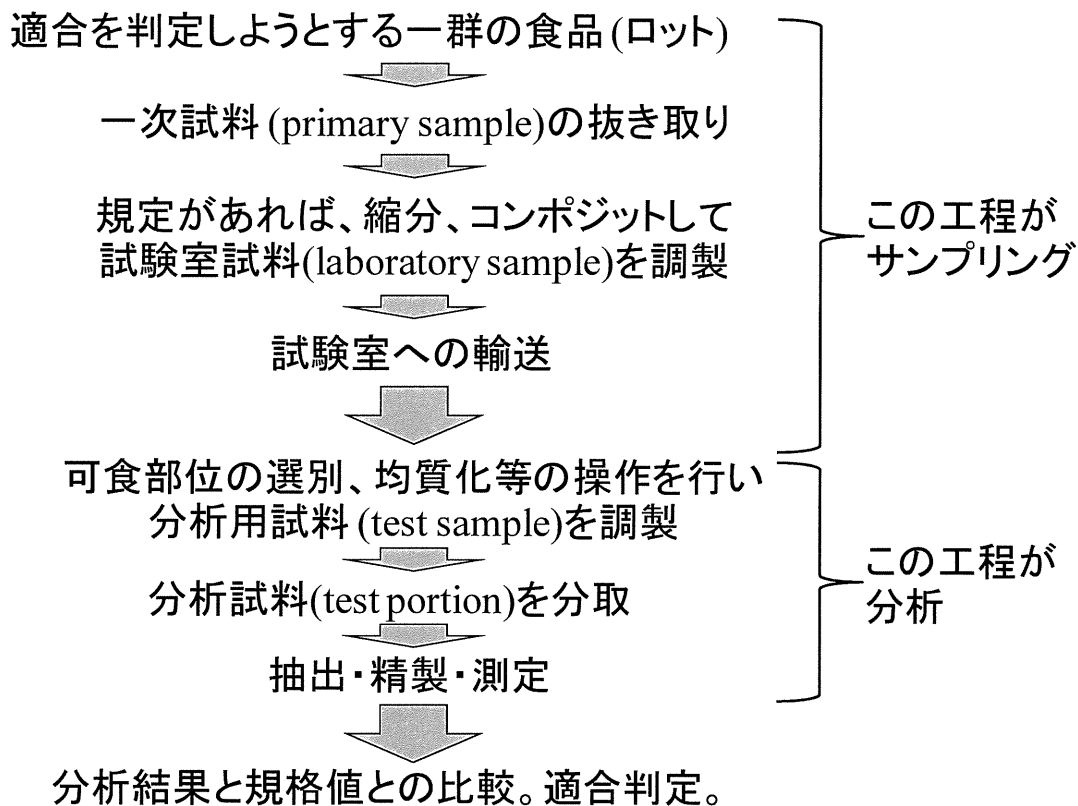 適合を判定しようとする一群の食品(ロット)
一次試料(primary sample)の抜き取り
規定があれば、縮分、コンポジットして
試験室試料(laboratory sample)を調製
試験室への輸送
この工程が
サンプリング
可食部位の選別、均質化等の操作を行い
分析用試料(test sample)を調製
分析試料(test portion)を分取
抽出・精製・測定
この工程が
分析
分析結果と規格値との比較。適合判定。